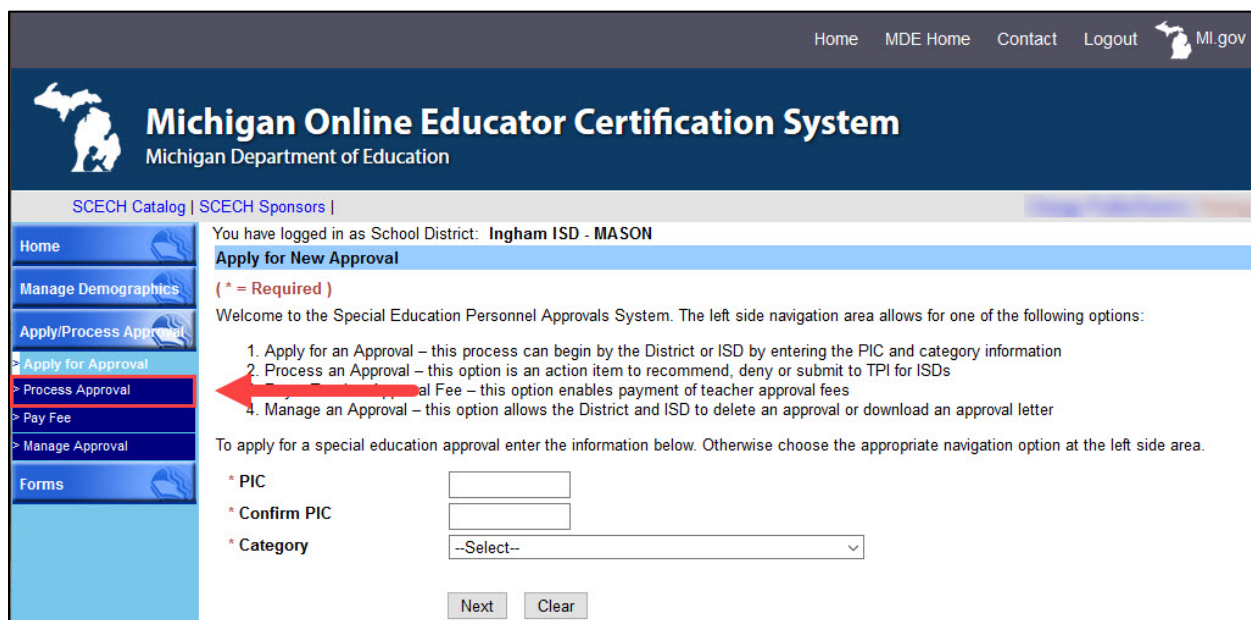 Home MDE Home Contact Logout MI.gov
Michigan Online Educator Certification System
Michigan Department of Education
SCECH Catalog | SCECH Sponsors |
Home
Manage Demographics
Apply/Process Approval
> Apply for Approval
> Process Approval
> Pay Fee
> Manage Approval
Forms
You have logged in as School District: Ingham ISD - MASON
Apply for New Approval
( * = Required )
Welcome to the Special Education Personnel Approvals System. The left side navigation area allows for one of the following options:
1. Apply for an Approval – this process can begin by the District or ISD by entering the PIC and category information
2. Process an Approval – this option is an action item to recommend, deny or submit to TPI for ISDs
Fee – this option enables payment of teacher approval fees
4. Manage an Approval – this option allows the District and ISD to delete an approval or download an approval letter
To apply for a special education approval enter the information below. Otherwise choose the appropriate navigation option at the left side area.
* PIC
* Confirm PIC
* Category --Select--
Next Clear